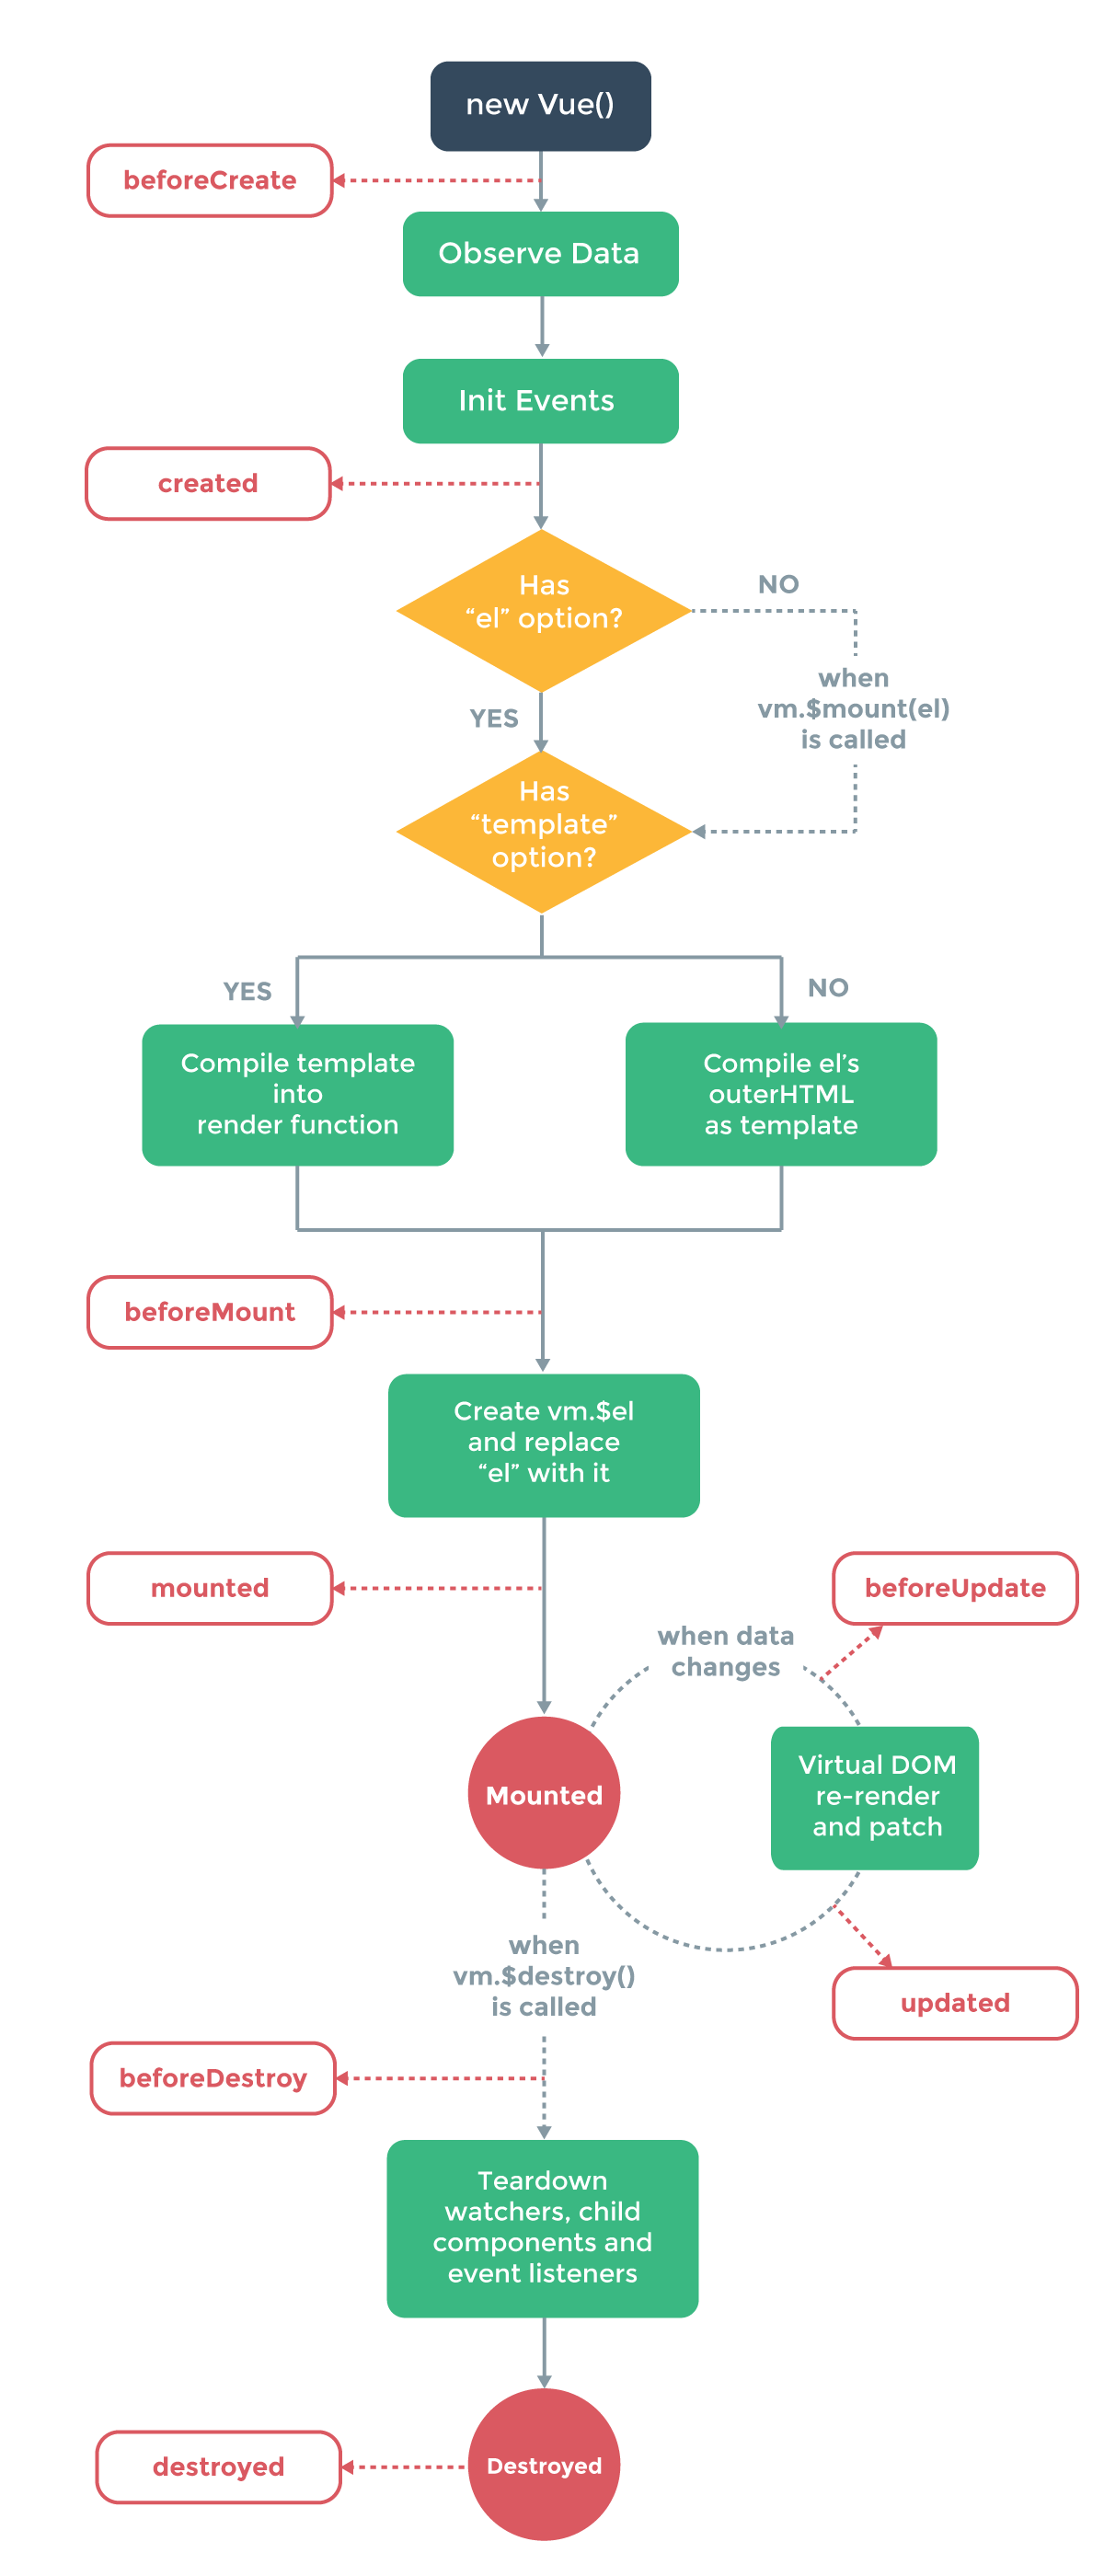 new Vue()
beforeCreate
Observe Data
Init Events
created
Has
“el” option?
NO
when
vm.$mount(el)
is called
YES
Has
“template”
option?
YES
NO
Compile template
into
render function
Compile el’s
outerHTML
as template
beforeMount
Create vm.$el
and replace
“el” with it
mounted
beforeUpdate
when data
changes
Mounted
Virtual DOM
re-render
and patch
when
vm.$destroy()
is called
updated
beforeDestroy
Teardown
watchers, child
components and
event listeners
Destroyed
destroyed